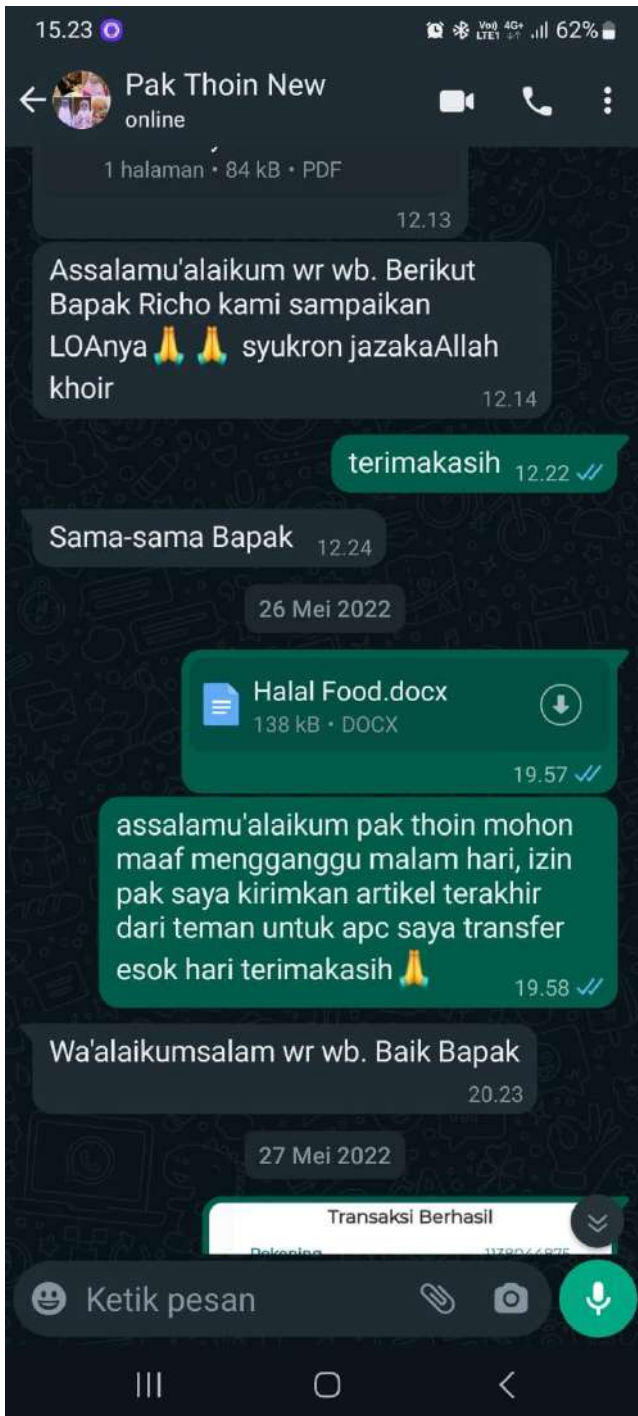 15.23
Voo) 4G+
LTE1 62%
Pak Thoin New
online
1 halaman • 84 kB • PDF
12.13
Assalamu'alaikum wr wb. Berikut
Bapak Richo kami sampaikan
LOAnya🙏 🙏 syukron jazakaAllah
khoir
12.14
terimakasih 12.22
Sama-sama Bapak 12.24
26 Mei 2022
Halal Food.docx
138 kB • DOCX
19.57
assalamu'alaikum pak thoin mohon
maaf mengganggu malam hari, izin
pak saya kirimkan artikel terakhir
dari teman untuk apc saya transfer
esok hari terimakasih🙏
19.58
Wa'alaikumsalam wr wb. Baik Bapak
20.23
27 Mei 2022
Transaksi Berhasil
Ketik pesan